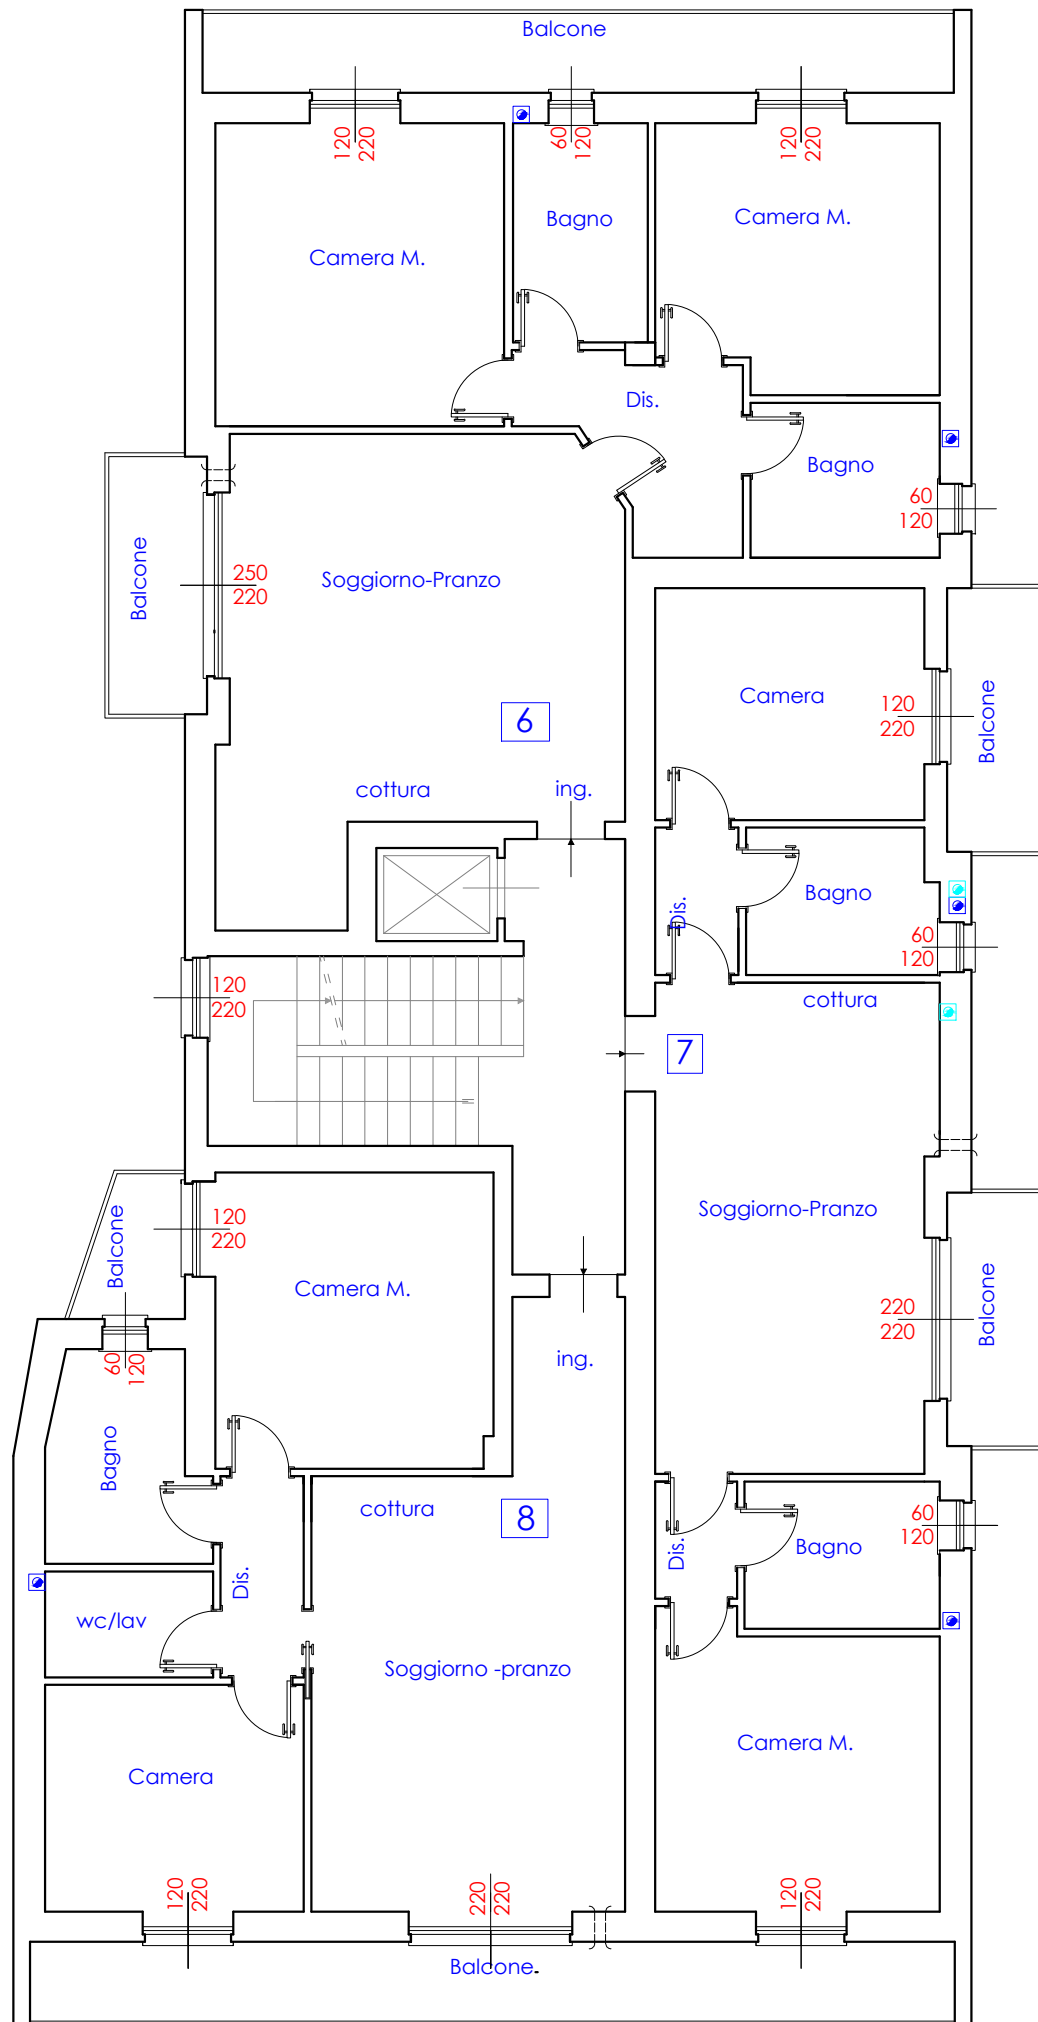 Balcone
120
220
60
120
120
220
Camera M.
Bagno
Camera M.
Dis.
Bagno
60
120
Balcone
250
220
Soggiorno-Pranzo
6
cottura
ing.
Camera
120
220
Balcone
Dis.
Bagno
60
120
cottura
120
220
7
Soggiorno-Pranzo
220
220
Balcone
Balcone
120
220
Camera M.
60
120
ing.
Bagno
cottura
8
Dis.
wc/lav
Soggiorno -pranzo
Dis.
Bagno
60
120
Camera M.
Camera
120
220
220
220
120
220
Balcone